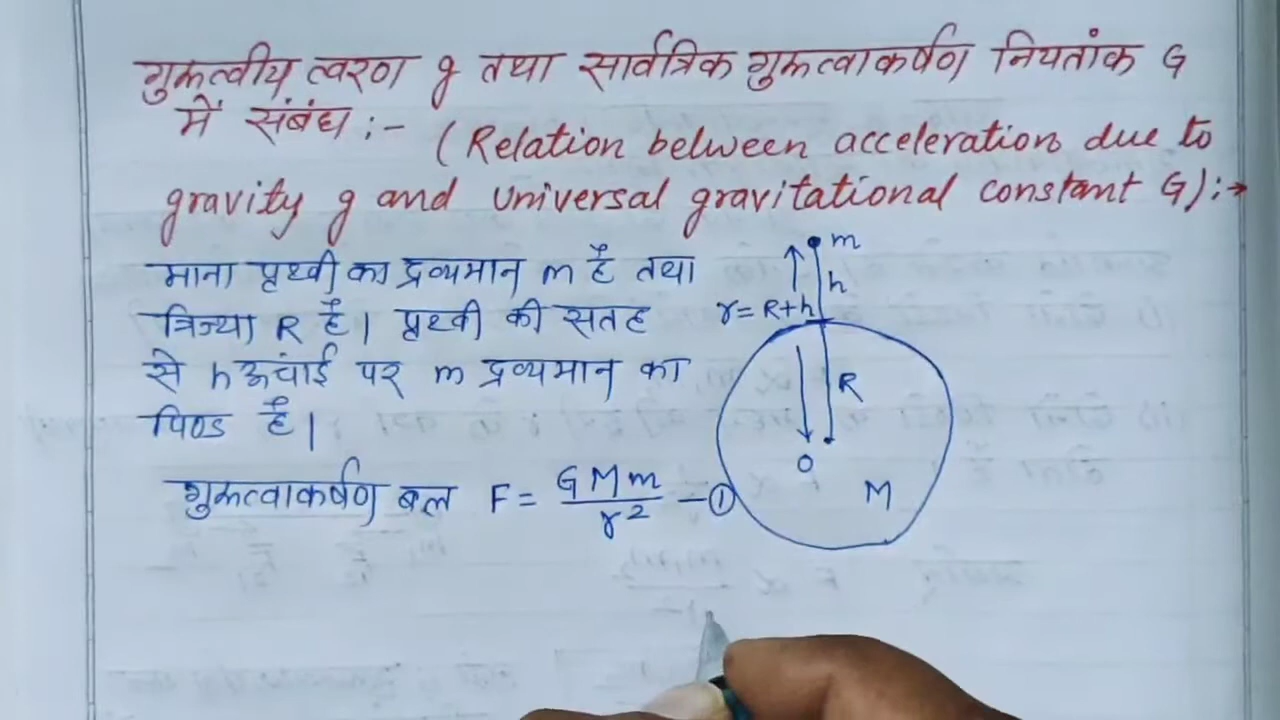 गुरुत्वीय त्वरण g तथा सार्वत्रिक गुरुत्वाकर्षण नियतांक G
में संबंध :- (Relation between acceleration due to
gravity g and universal gravitational constant G):→
माना पृथ्वी का द्रव्यमान m है तथा
त्रिज्या R है। पृथ्वी की सतह
से h ऊंचाई पर m द्रव्यमान का
पिण्ड है।
गुरुत्वाकर्षण बल F = GMm/r² — ①
m
h
r = R+h
R
O
M